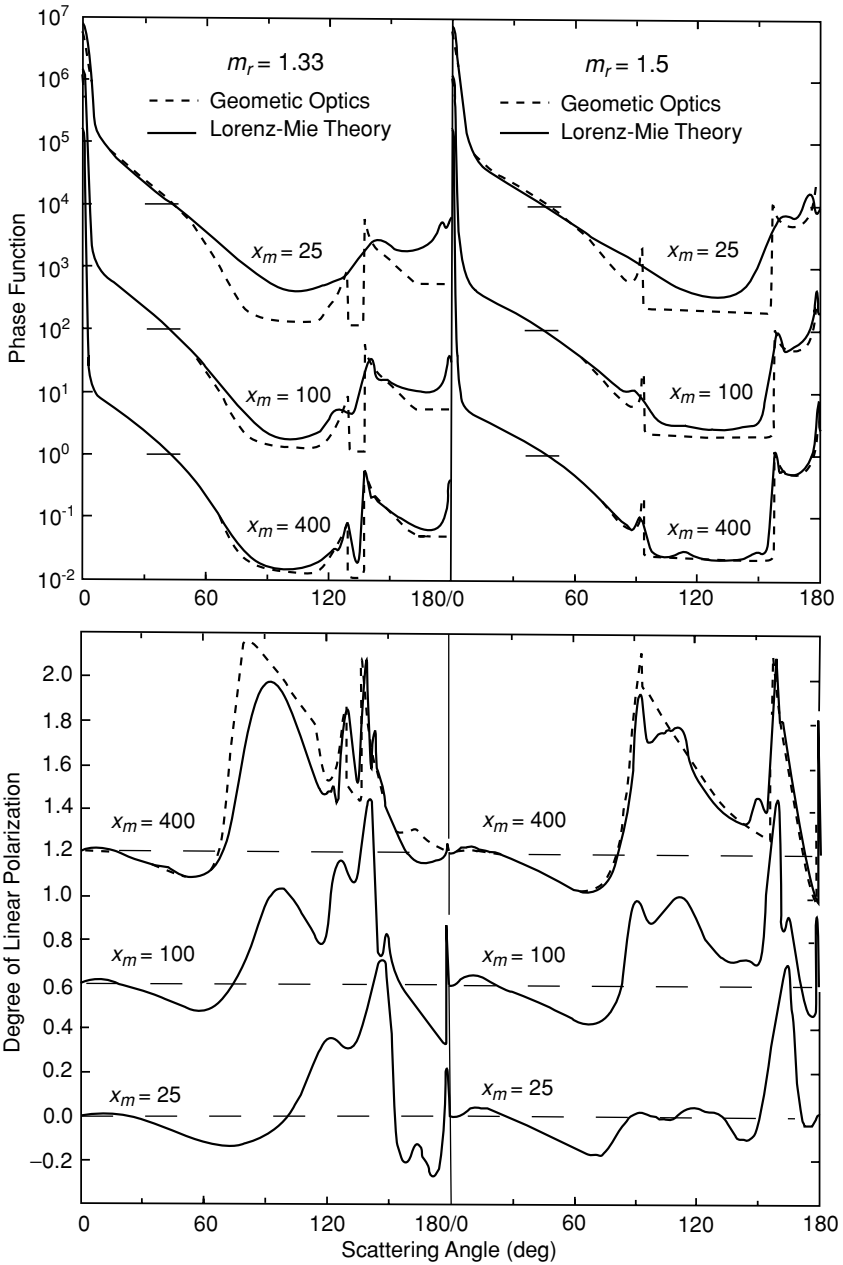 10^7
10^6
10^5
10^4
10^3
10^2
10^1
10^0
10^-1
10^-2
Phase Function
m_r = 1.33
Geometic Optics
Lorenz-Mie Theory
x_m = 25
x_m = 100
x_m = 400
m_r = 1.5
Geometic Optics
Lorenz-Mie Theory
x_m = 25
x_m = 100
x_m = 400
0 60 120 180/0 60 120 180
2.0
1.8
1.6
1.4
1.2
1.0
0.8
0.6
0.4
0.2
0.0
–0.2
Degree of Linear Polarization
x_m = 400
x_m = 100
x_m = 25
x_m = 400
x_m = 100
x_m = 25
0 60 120 180/0 60 120 180
Scattering Angle (deg)